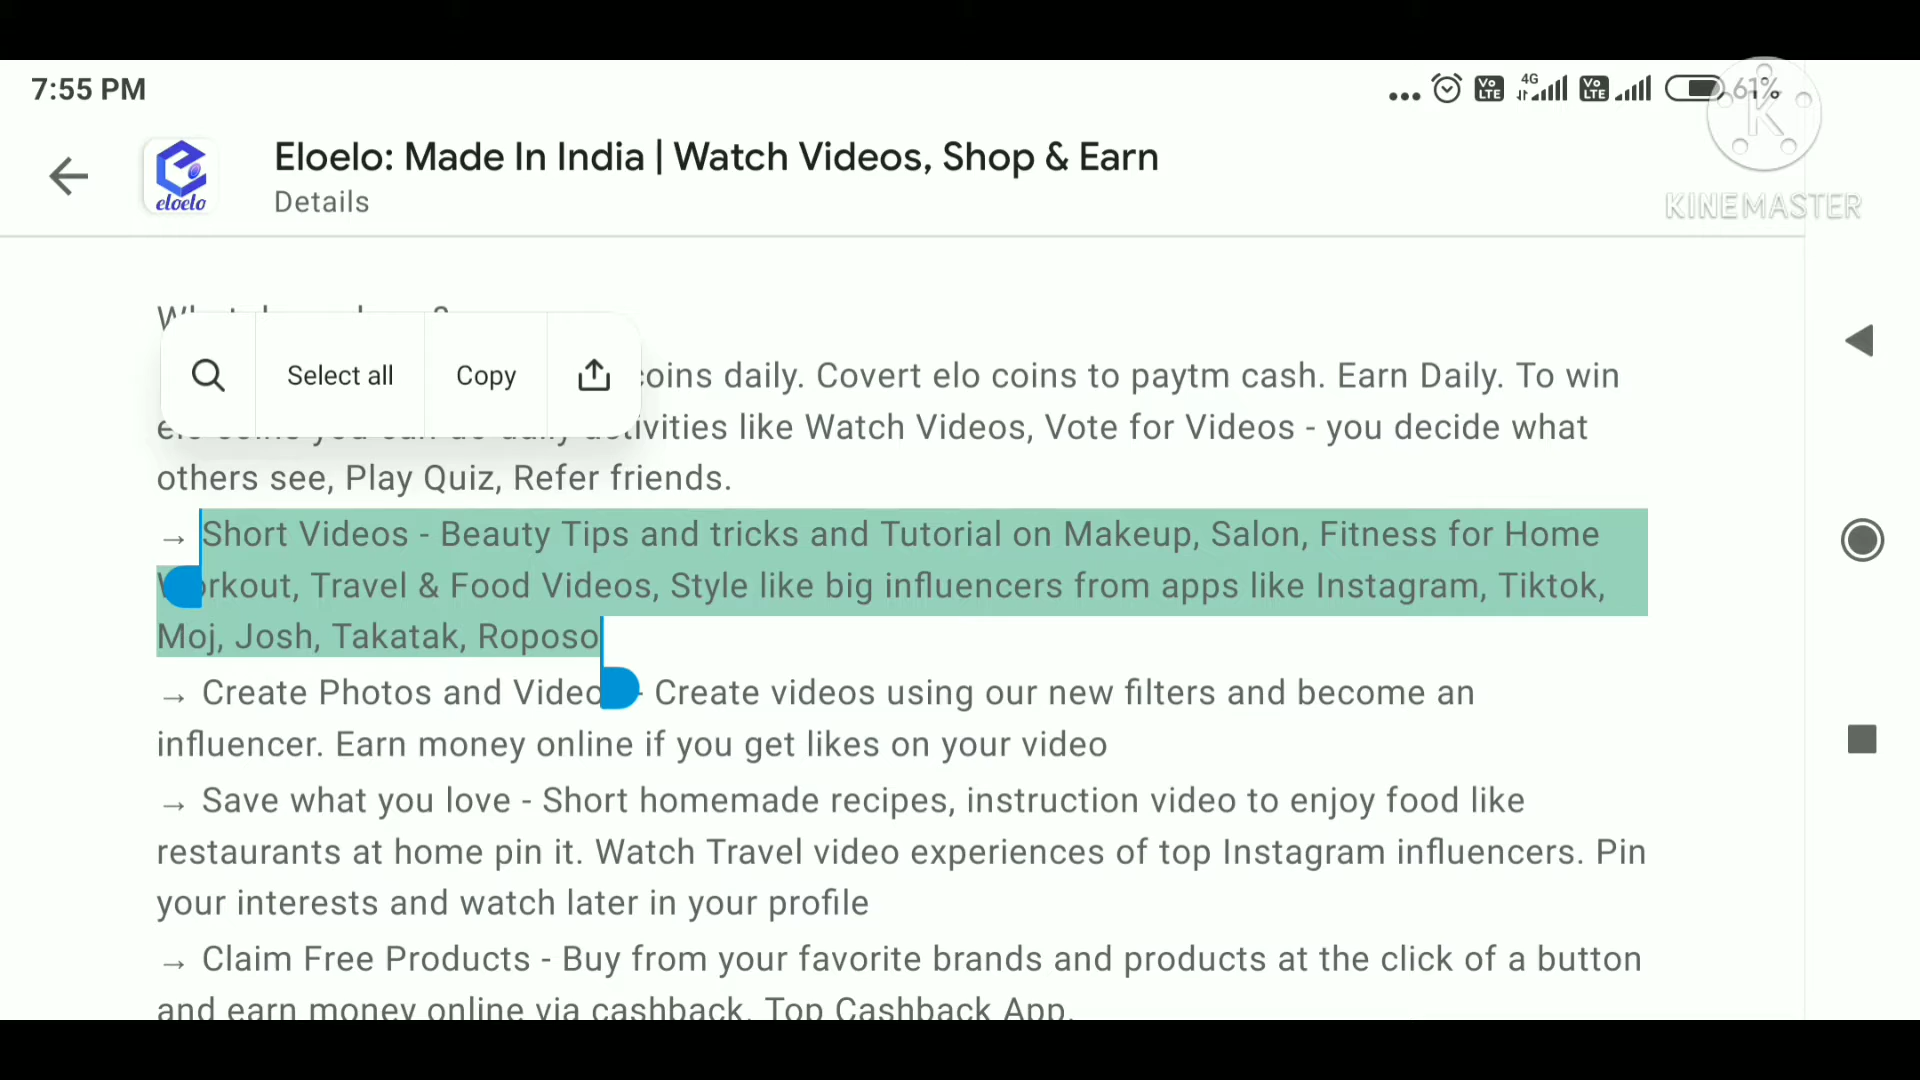 7:55 PM
4G
Vo LTE
Vo LTE
61%
K
KINEMASTER
eloelo
Eloelo: Made In India | Watch Videos, Shop & Earn
Details
Select all
Copy
coins daily. Covert elo coins to paytm cash. Earn Daily. To win
like Watch Videos, Vote for Videos - you decide what
others see, Play Quiz, Refer friends.
→ Short Videos - Beauty Tips and tricks and Tutorial on Makeup, Salon, Fitness for Home
Workout, Travel & Food Videos, Style like big influencers from apps like Instagram, Tiktok,
Moj, Josh, Takatak, Roposo
→ Create Photos and Video - Create videos using our new filters and become an
influencer. Earn money online if you get likes on your video
→ Save what you love - Short homemade recipes, instruction video to enjoy food like
restaurants at home pin it. Watch Travel video experiences of top Instagram influencers. Pin
your interests and watch later in your profile
→ Claim Free Products - Buy from your favorite brands and products at the click of a button
and earn money online via cashback. Top Cashback App.